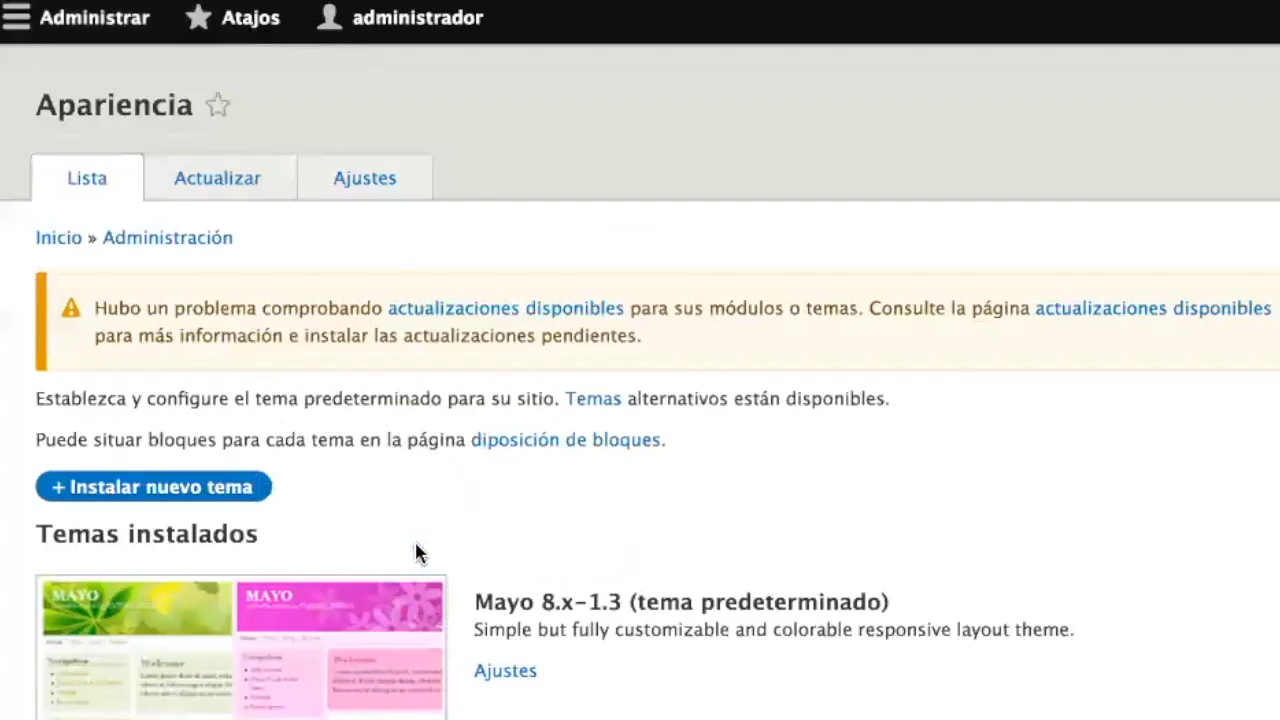 Administrar Atajos administrador
Apariencia
Lista Actualizar Ajustes
Inicio » Administración
Hubo un problema comprobando actualizaciones disponibles para sus módulos o temas. Consulte la página actualizaciones disponibles
para más información e instalar las actualizaciones pendientes.
Establezca y configure el tema predeterminado para su sitio. Temas alternativos están disponibles.
Puede situar bloques para cada tema en la página diposición de bloques.
+ Instalar nuevo tema
Temas instalados
MAYO MAYO
Mayo 8.x-1.3 (tema predeterminado)
Simple but fully customizable and colorable responsive layout theme.
Navigation Welcome
Ajustes